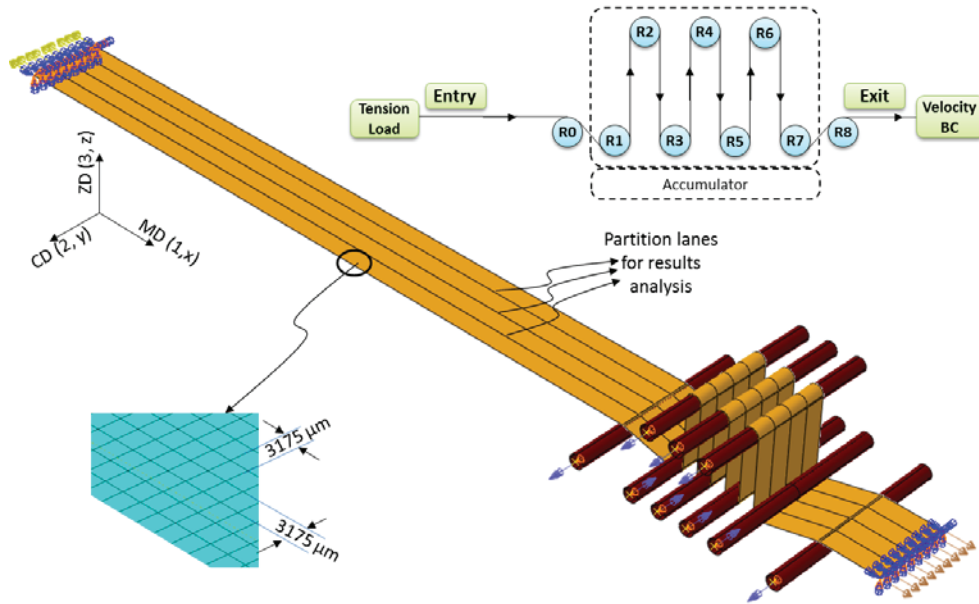 R2
R4
R6
Entry
Exit
Tension
Load
Velocity
BC
R0
R1
R3
R5
R7
R8
Accumulator
ZD (3, z)
CD (2, y)
MD (1,x)
Partition lanes
for results
analysis
3175 µm
3175 µm